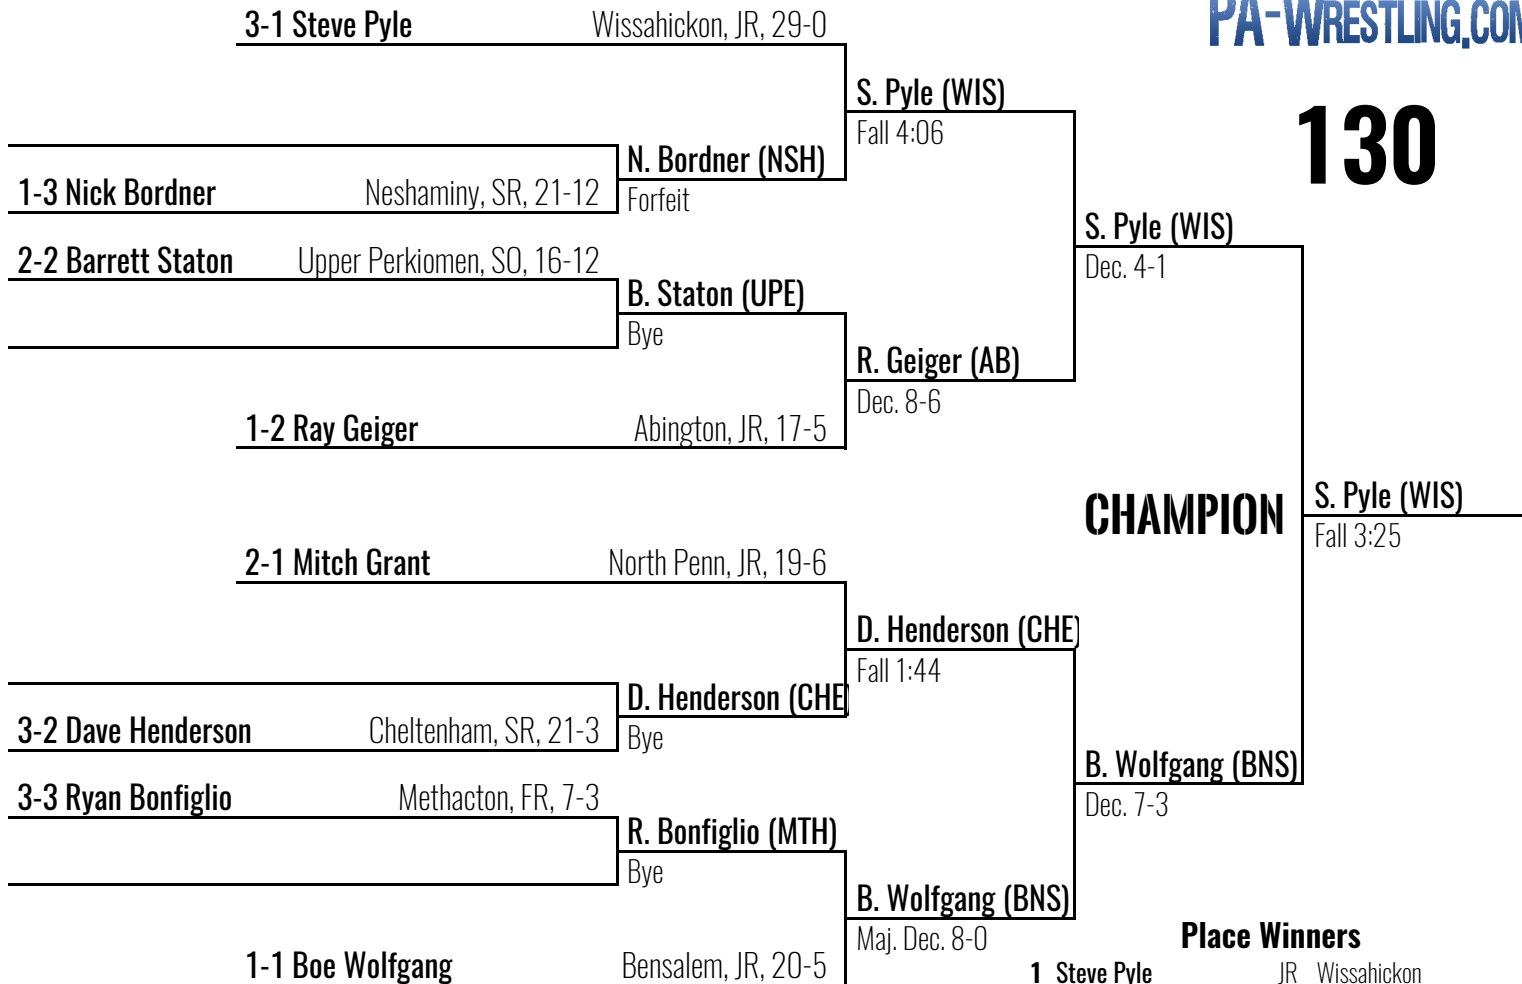 3-1 Steve Pyle Wissahickon, JR, 29-0
PA-WRESTLING.COM
S. Pyle (WIS)
Fall 4:06
130
N. Bordner (NSH)
1-3 Nick Bordner Neshaminy, SR, 21-12
Forfeit
S. Pyle (WIS)
Dec. 4-1
2-2 Barrett Staton Upper Perkiomen, SO, 16-12
B. Staton (UPE)
Bye
R. Geiger (AB)
Dec. 8-6
1-2 Ray Geiger Abington, JR, 17-5
CHAMPION
S. Pyle (WIS)
Fall 3:25
2-1 Mitch Grant North Penn, JR, 19-6
D. Henderson (CHE)
Fall 1:44
D. Henderson (CHE)
3-2 Dave Henderson Cheltenham, SR, 21-3
Bye
B. Wolfgang (BNS)
Dec. 7-3
3-3 Ryan Bonfiglio Methacton, FR, 7-3
R. Bonfiglio (MTH)
Bye
B. Wolfgang (BNS)
Maj. Dec. 8-0
Place Winners
1-1 Boe Wolfgang Bensalem, JR, 20-5
1 Steve Pyle JR Wissahickon